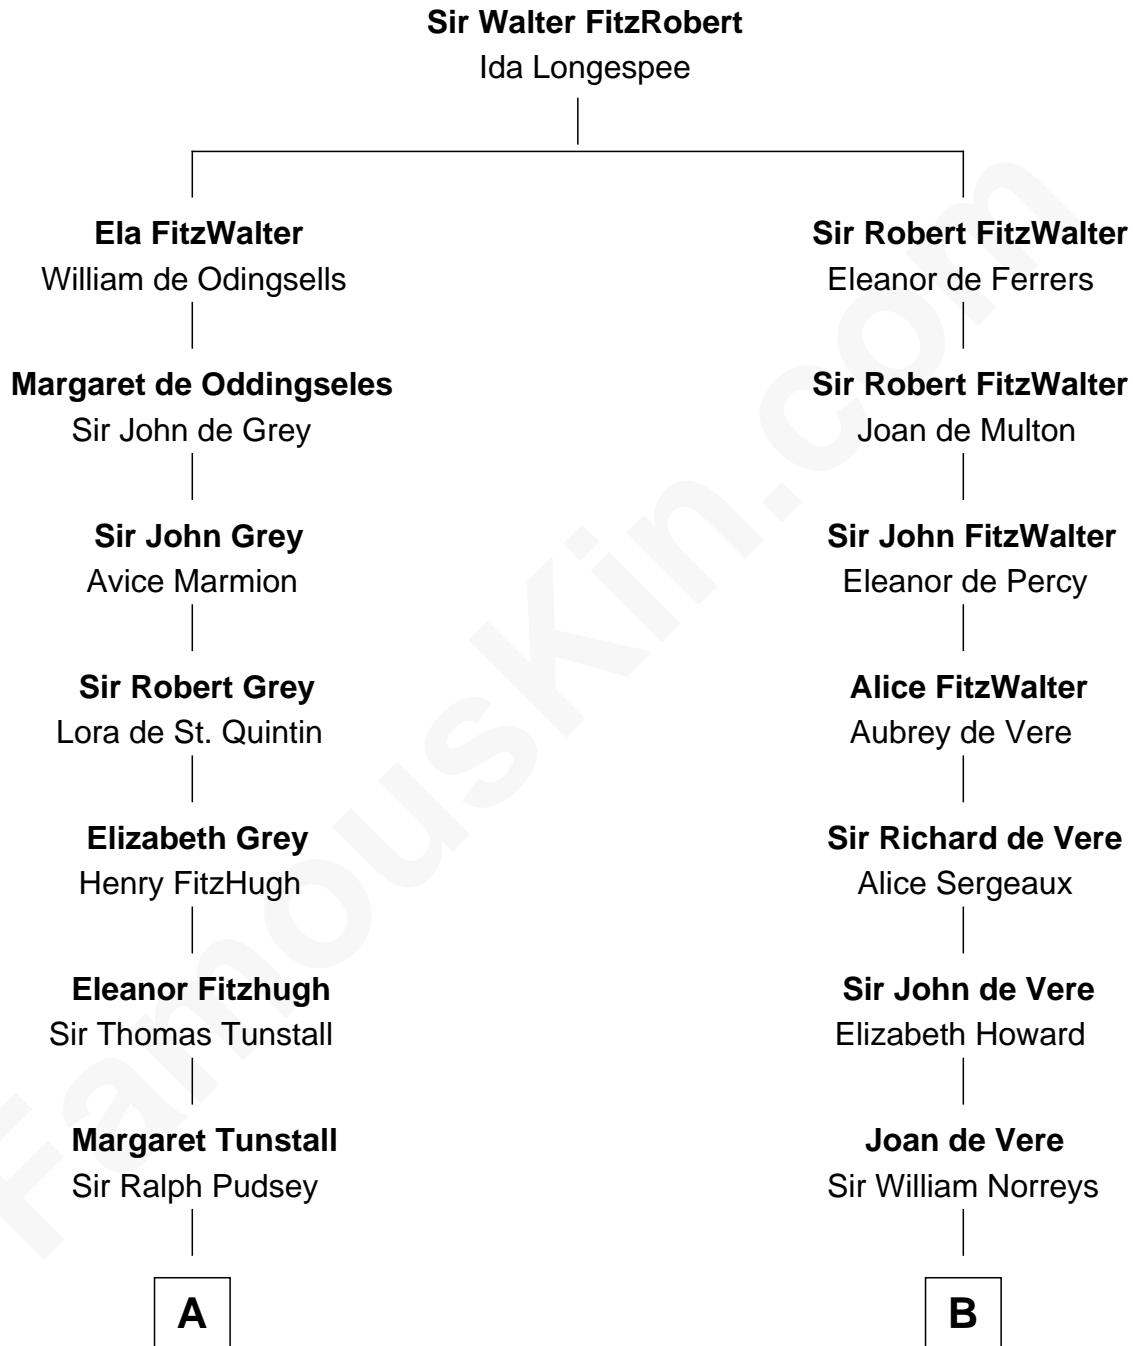 Sir Walter FitzRobert
Ida Longespee
Ela FitzWalter
William de Odingsells
Sir Robert FitzWalter
Eleanor de Ferrers
Margaret de Oddingseles
Sir John de Grey
Sir Robert FitzWalter
Joan de Multon
Sir John Grey
Avice Marmion
Sir John FitzWalter
Eleanor de Percy
Sir Robert Grey
Lora de St. Quintin
Alice FitzWalter
Aubrey de Vere
Elizabeth Grey
Henry FitzHugh
Sir Richard de Vere
Alice Sergeaux
Eleanor Fitzhugh
Sir Thomas Tunstall
Sir John de Vere
Elizabeth Howard
Margaret Tunstall
Sir Ralph Pudsey
Joan de Vere
Sir William Norreys
A
B
FamousKin.com